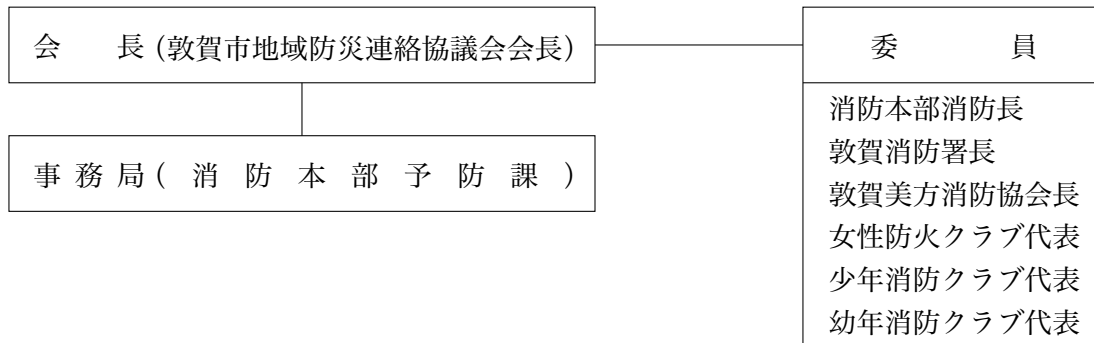 会長(敦賀市地域防災連絡協議会会長)
事務局(消防本部予防課)
委員
消防本部消防長
敦賀消防署長
敦賀美方消防協会長
女性防火クラブ代表
少年消防クラブ代表
幼年消防クラブ代表